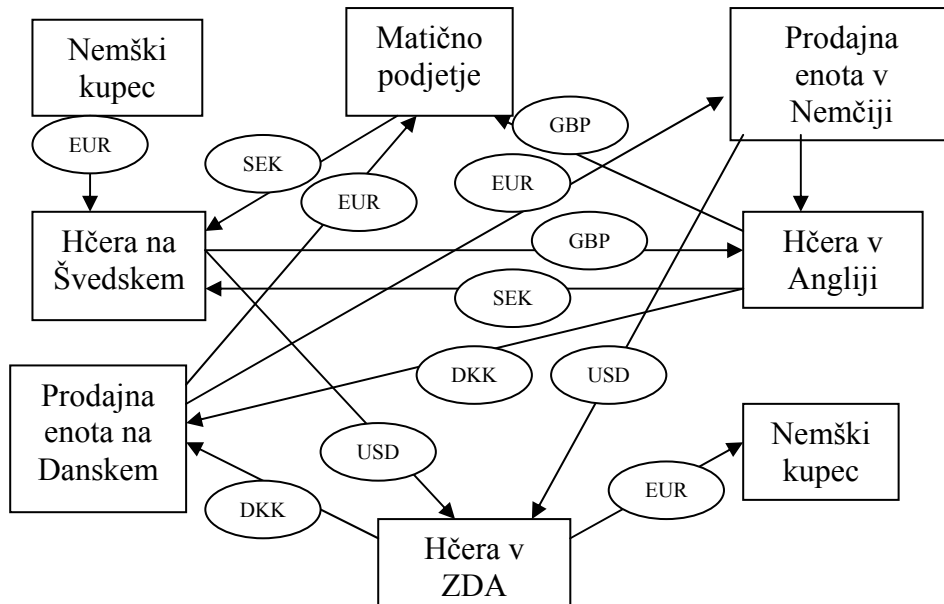 Nemški
kupec
Matično
podjetje
Prodajna
enota v
Nemčiji
EUR
SEK
EUR
GBP
EUR
Hčera na
Švedskem
GBP
SEK
Hčera v
Angliji
Prodajna
enota na
Danskem
DKK
USD
USD
DKK
EUR
Nemški
kupec
Hčera v
ZDA